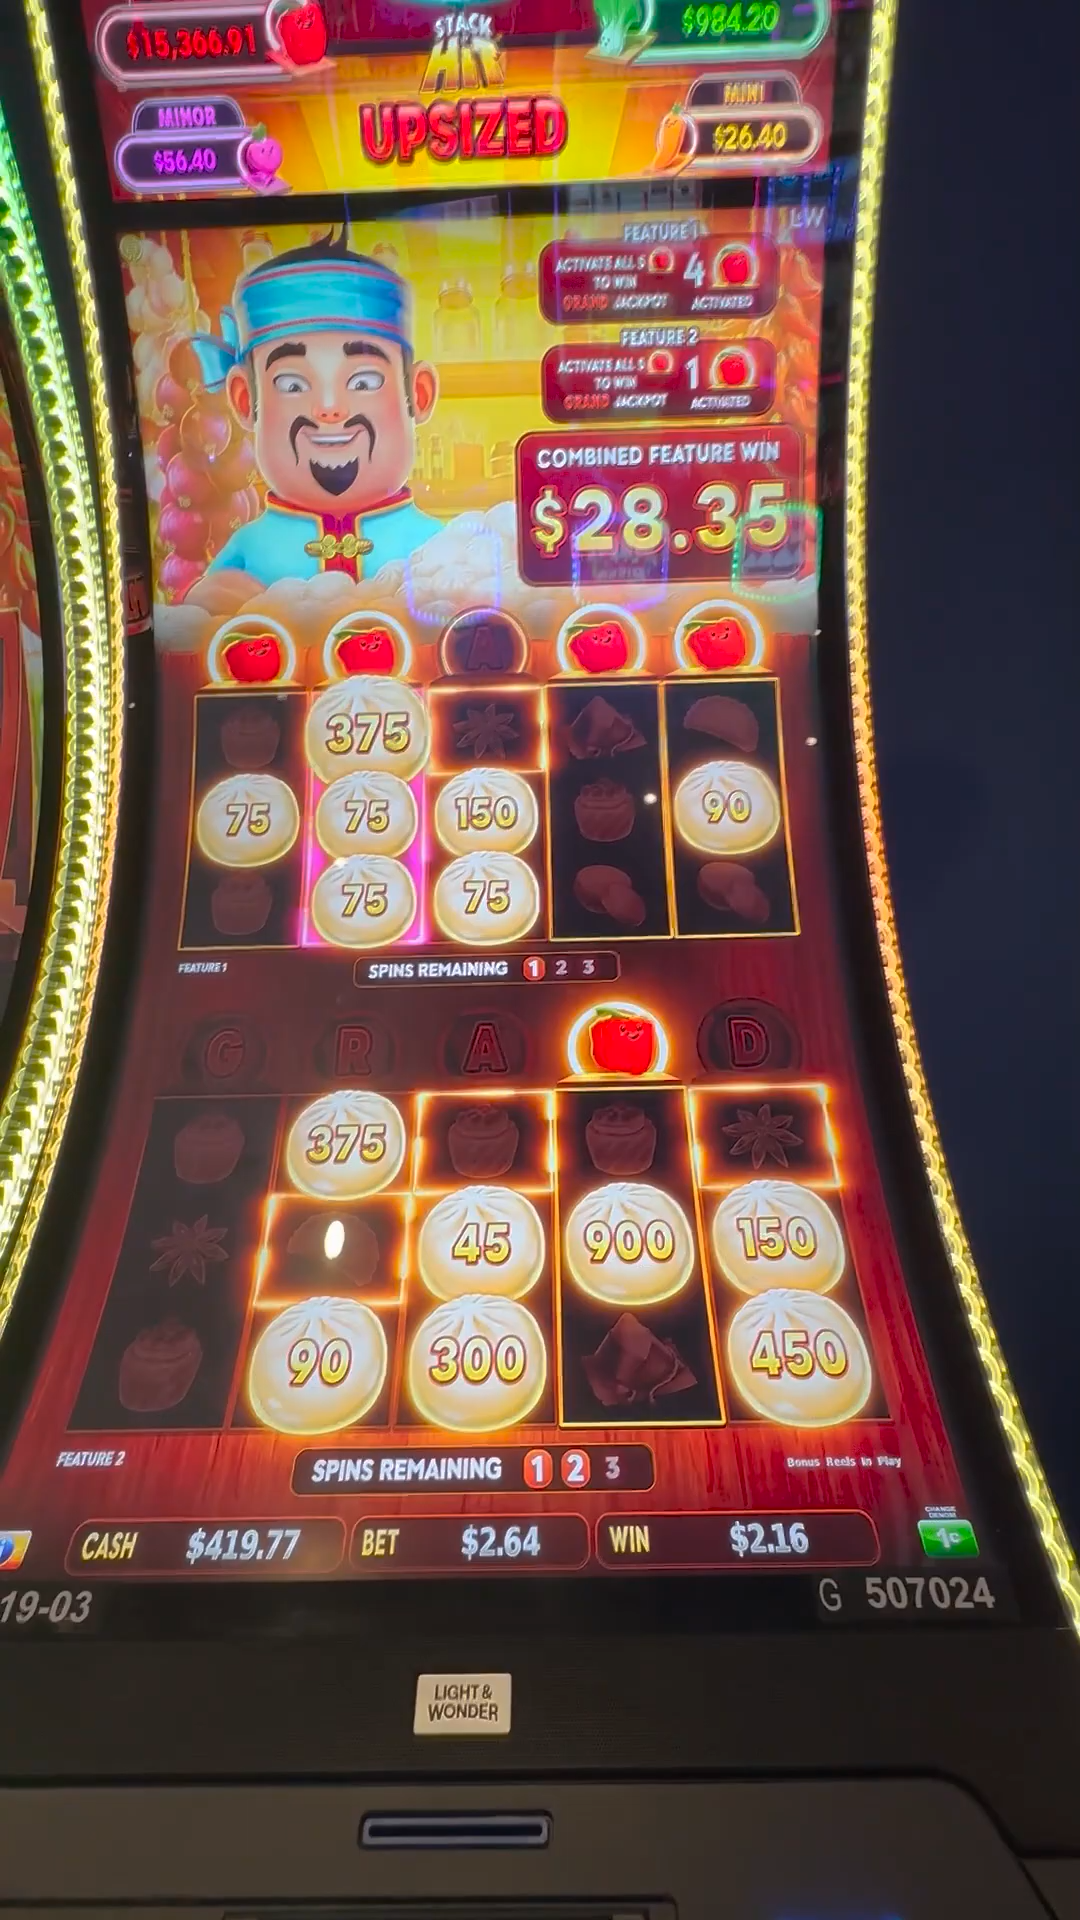 $15,366.91
STACK
$984.20
UPSIZED
MINOR
$56.40
MINI
$26.40
L&W
FEATURE 1
ACTIVATE ALL 5
TO WIN
GRAND JACKPOT
4
ACTIVATED
FEATURE 2
ACTIVATE ALL 5
TO WIN
GRAND JACKPOT
1
ACTIVATED
COMBINED FEATURE WIN
$28.35
A
375
75 75 150 90
75 75
FEATURE 1
SPINS REMAINING 1 2 3
G R A D
375
45 900 150
90 300 450
FEATURE 2
SPINS REMAINING 1 2 3
Bonus Reels In Play
CASH $419.77 BET $2.64 WIN $2.16
CHANGE
DENOM
1¢
19-03
G 507024
LIGHT &
WONDER